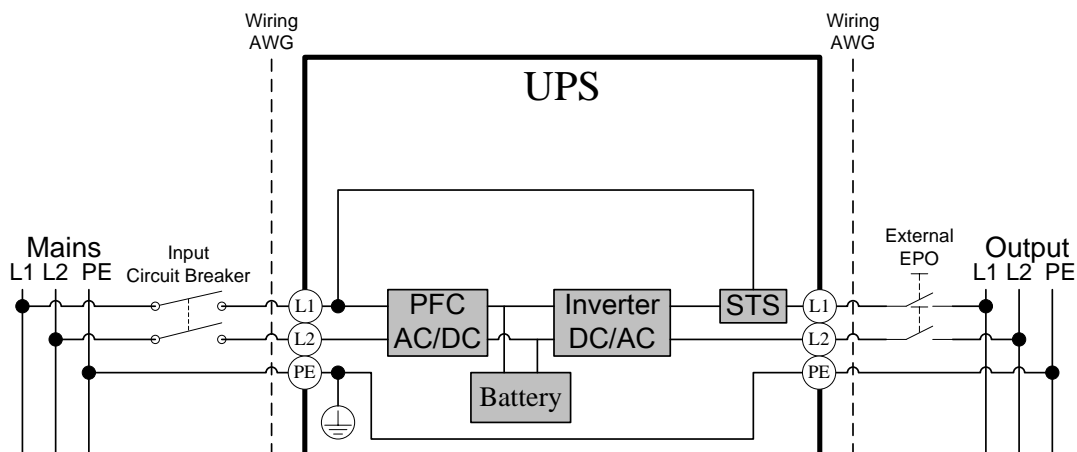 Wiring
AWG
Wiring
AWG
UPS
Mains
L1 L2 PE
Input
Circuit Breaker
External
EPO
Output
L1 L2 PE
L1
PFC
AC/DC
Inverter
DC/AC
STS
L1
L2
L2
PE
Battery
PE